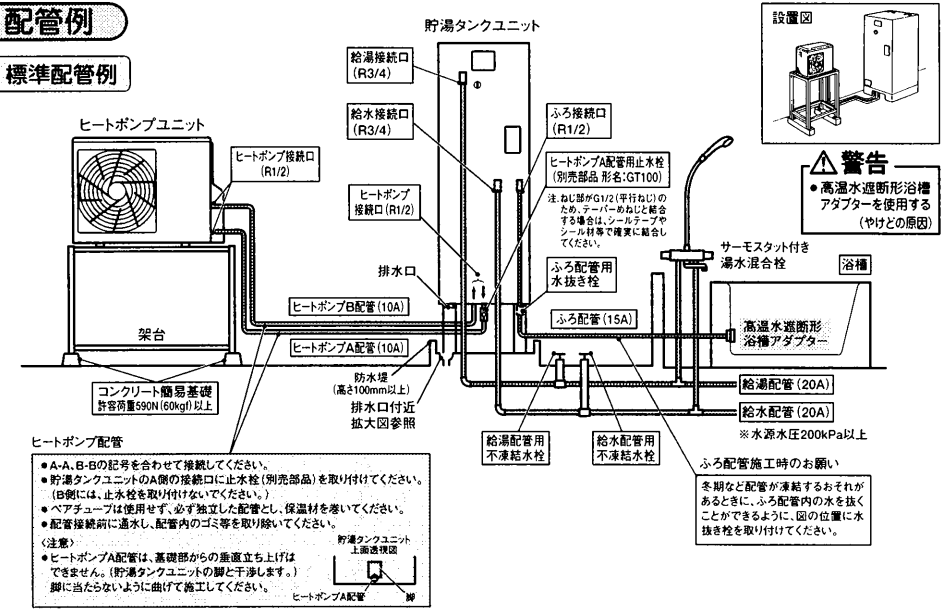 配管例
標準配管例
貯湯タンクユニット
設置図
給湯接続口
(R3/4)
給水接続口
(R3/4)
ふろ接続口
(R1/2)
ヒートポンプユニット
ヒートポンプ接続口
(R1/2)
ヒートポンプ
接続口(R1/2)
ヒートポンプA配管用止水栓
(別売部品 形名:GT100)
注.ねじ部がG1/2(平行ねじ)の
ため、テーパーめねじと結合
する場合は、シールテープや
シール材等で確実に結合し
てください。
警告
●高温水遮断形浴槽
アダプターを使用する
(やけどの原因)
サーモスタット付き
湯水混合栓
浴槽
排水口
ふろ配管用
水抜き栓
ヒートポンプB配管(10A)
ふろ配管(15A)
架台
ヒートポンプA配管(10A)
高温水遮断形
浴槽アダプター
コンクリート簡易基礎
許容荷重590N(60kgf)以上
防水堤
(高さ100mm以上)
排水口付近
拡大図参照
給湯配管(20A)
給水配管(20A)
※水源水圧200kPa以上
給湯配管用
不凍結水栓
給水配管用
不凍結水栓
ヒートポンプ配管
●A-A、B-Bの記号を合わせて接続してください。
●貯湯タンクユニットのA側の接続口に止水栓(別売部品)を取り付けてください。
(B側には、止水栓を取り付けないでください。)
●ペアチューブは使用せず、必ず独立した配管とし、保温材を巻いてください。
●配管接続前に通水し、配管内のゴミ等を取り除いてください。
〈注意〉
●ヒートポンプA配管は、基礎部からの垂直立ち上げは
できません。(貯湯タンクユニットの脚と干渉します。)
脚に当たらないように曲げて施工してください。
貯湯タンクユニット
上面透視図
ヒートポンプA配管
脚
ふろ配管施工時のお願い
冬期など配管が凍結するおそれが
あるときに、ふろ配管内の水を抜く
ことができるように、図の位置に水
抜き栓を取り付けてください。